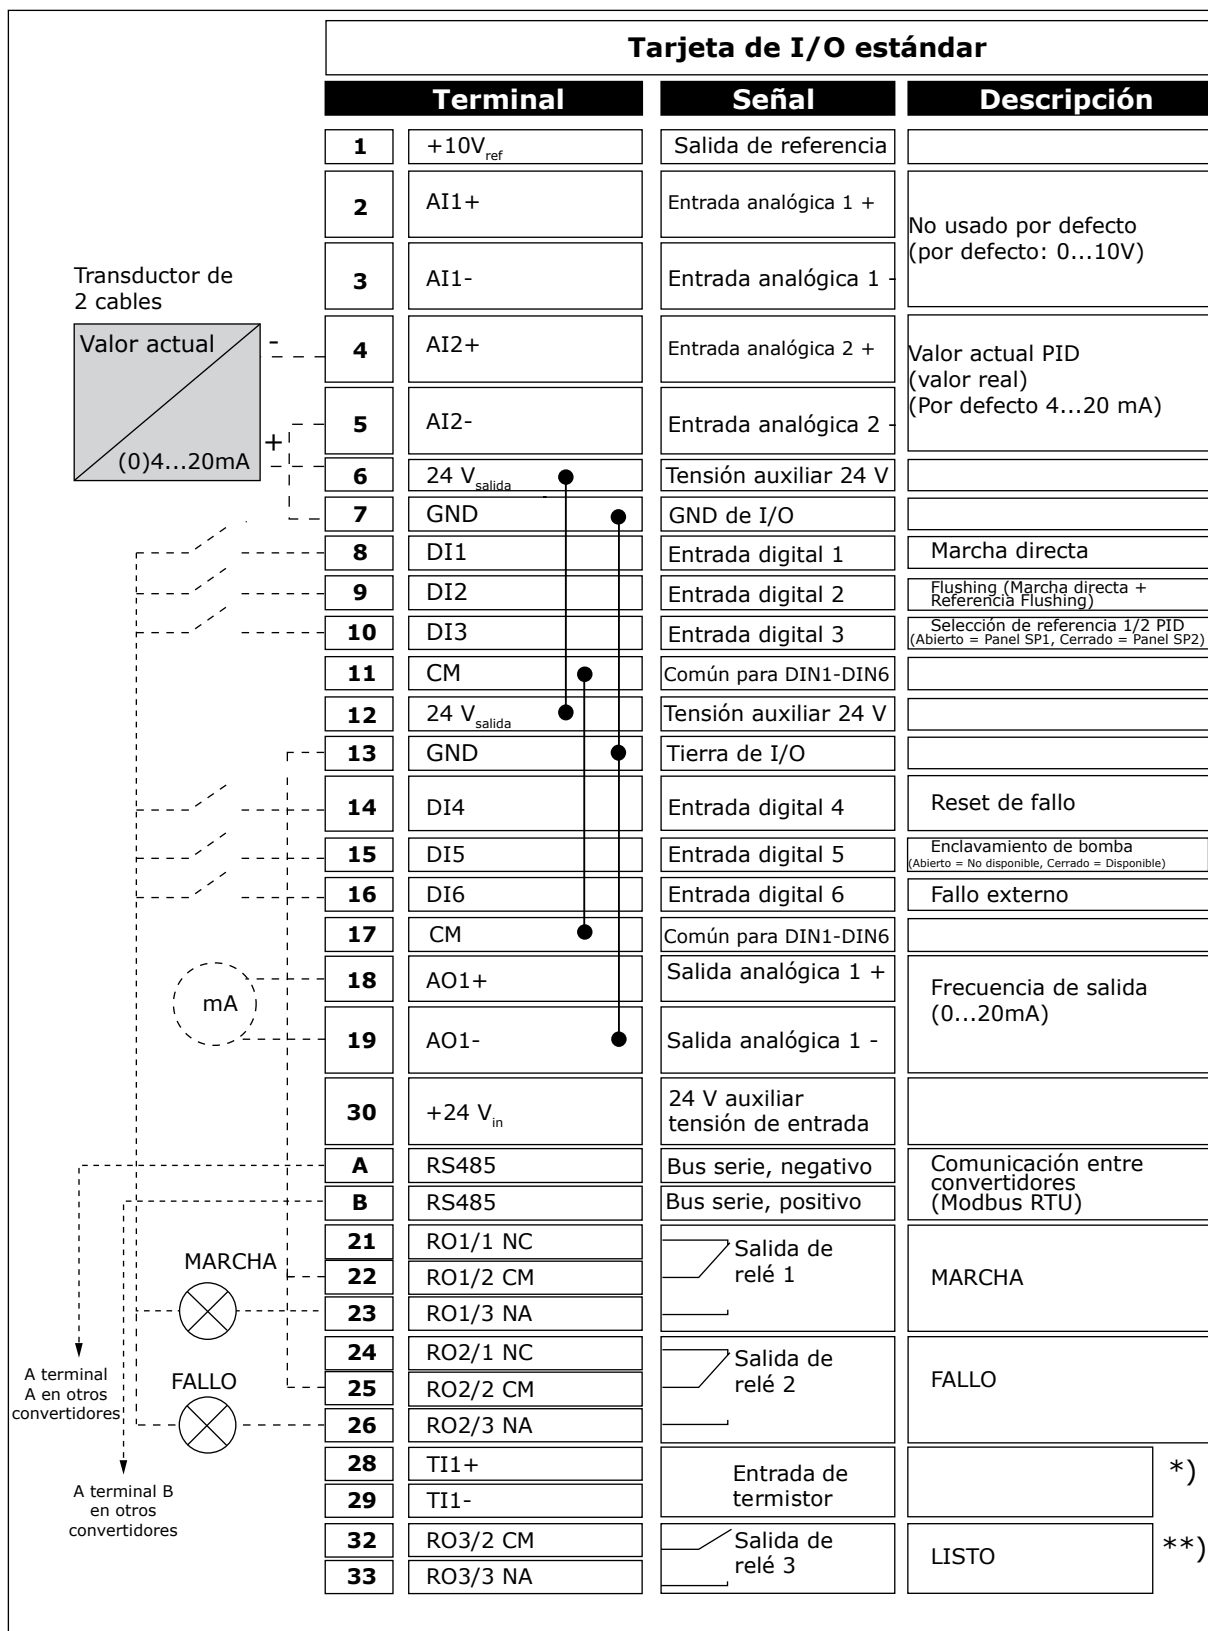 Tarjeta de I/O estándar
Terminal Señal Descripción
1 +10Vref Salida de referencia
2 AI1+ Entrada analógica 1 +
No usado por defecto
(por defecto: 0...10V)
3 AI1- Entrada analógica 1 -
Transductor de
2 cables
Valor actual
-
+
(0)4...20mA
4 AI2+ Entrada analógica 2 +
Valor actual PID
(valor real)
(Por defecto 4...20 mA)
5 AI2- Entrada analógica 2 -
6 24 Vsalida Tensión auxiliar 24 V
7 GND GND de I/O
8 DI1 Entrada digital 1 Marcha directa
9 DI2 Entrada digital 2
Flushing (Marcha directa +
Referencia Flushing)
10 DI3 Entrada digital 3
Selección de referencia 1/2 PID
(Abierto = Panel SP1, Cerrado = Panel SP2)
11 CM Común para DIN1-DIN6
12 24 Vsalida Tensión auxiliar 24 V
13 GND Tierra de I/O
14 DI4 Entrada digital 4 Reset de fallo
15 DI5 Entrada digital 5
Enclavamiento de bomba
(Abierto = No disponible, Cerrado = Disponible)
16 DI6 Entrada digital 6 Fallo externo
17 CM Común para DIN1-DIN6
mA
18 AO1+ Salida analógica 1 +
Frecuencia de salida
(0...20mA)
19 AO1- Salida analógica 1 -
30 +24 Vin
24 V auxiliar
tensión de entrada
A RS485 Bus serie, negativo
Comunicación entre
convertidores
(Modbus RTU)
B RS485 Bus serie, positivo
21 RO1/1 NC
Salida de
relé 1
MARCHA
22 RO1/2 CM
MARCHA
23 RO1/3 NA
24 RO2/1 NC
Salida de
relé 2
FALLO
25 RO2/2 CM
FALLO
26 RO2/3 NA
A terminal
A en otros
convertidores
28 TI1+
Entrada de
termistor
*)
29 TI1-
A terminal B
en otros
convertidores
32 RO3/2 CM
Salida de
relé 3
LISTO
**)
33 RO3/3 NA